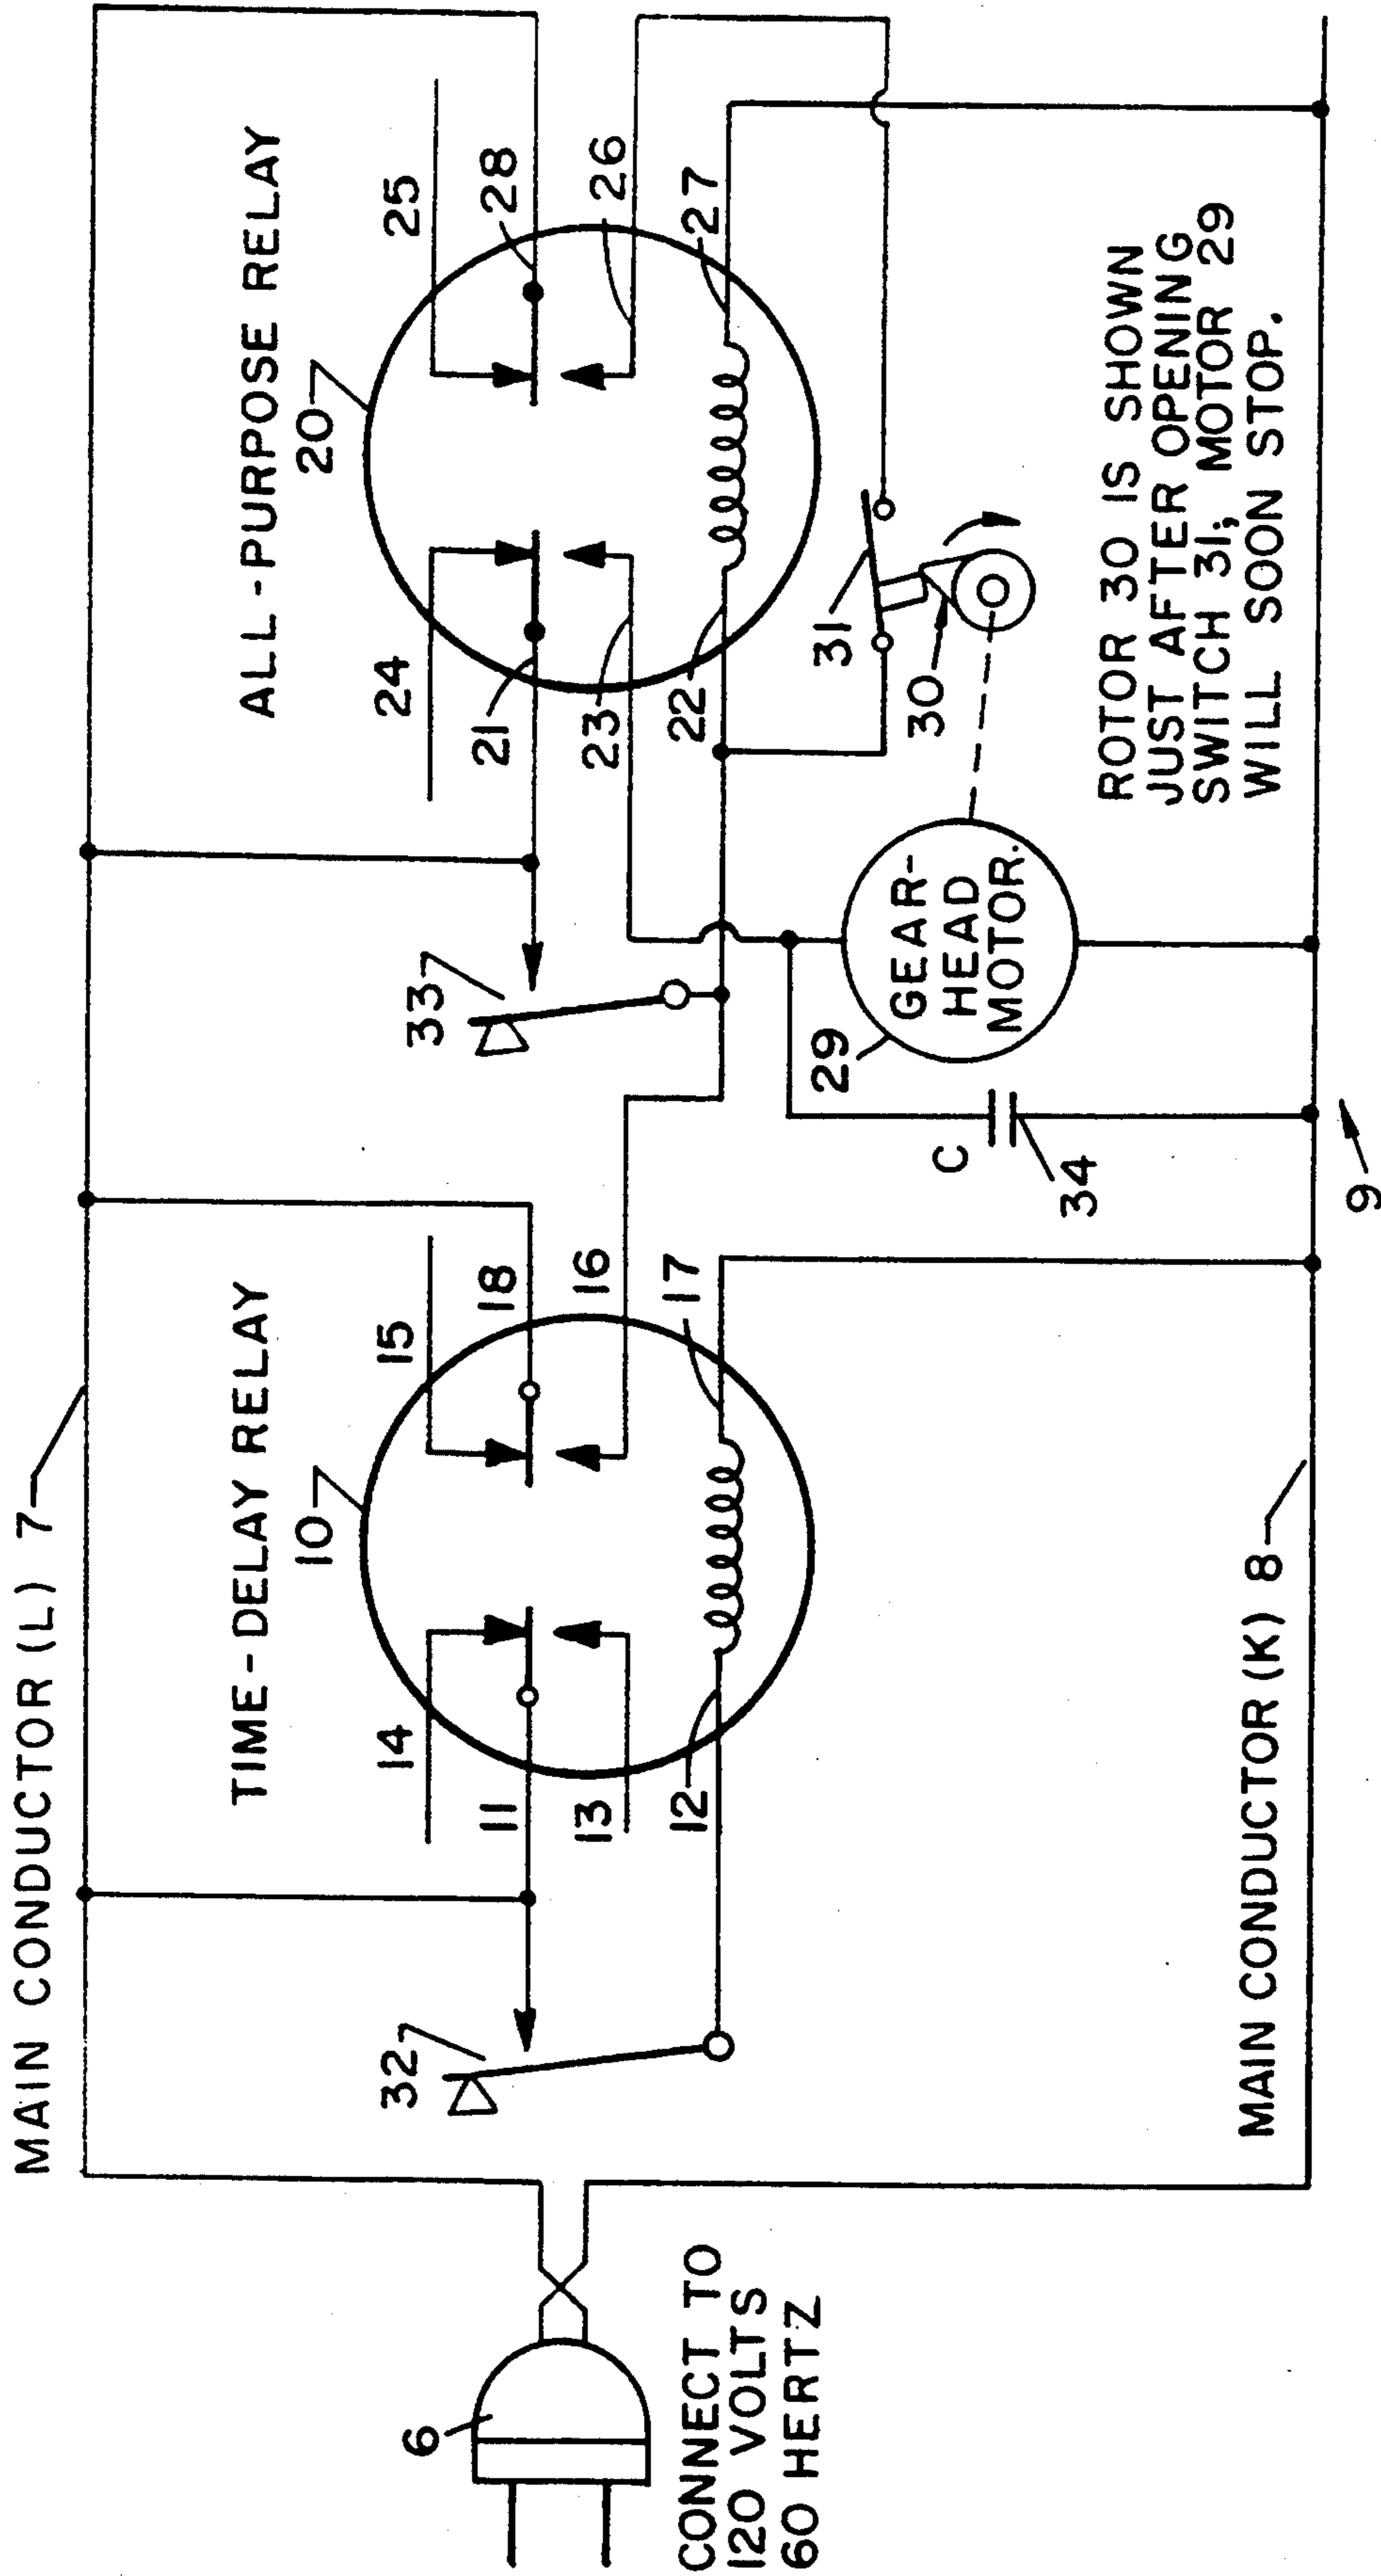 MAIN CONDUCTOR (L) 7
TIME-DELAY RELAY
10
ALL-PURPOSE RELAY
20
32
14
15
11
18
13
16
12
17
33
24
25
21
28
23
26
22
27
6
CONNECT TO
120 VOLTS
60 HERTZ
29
GEAR-
HEAD
MOTOR.
31
30
C
34
ROTOR 30 IS SHOWN
JUST AFTER OPENING
SWITCH 31; MOTOR 29
WILL SOON STOP.
MAIN CONDUCTOR (K) 8
9